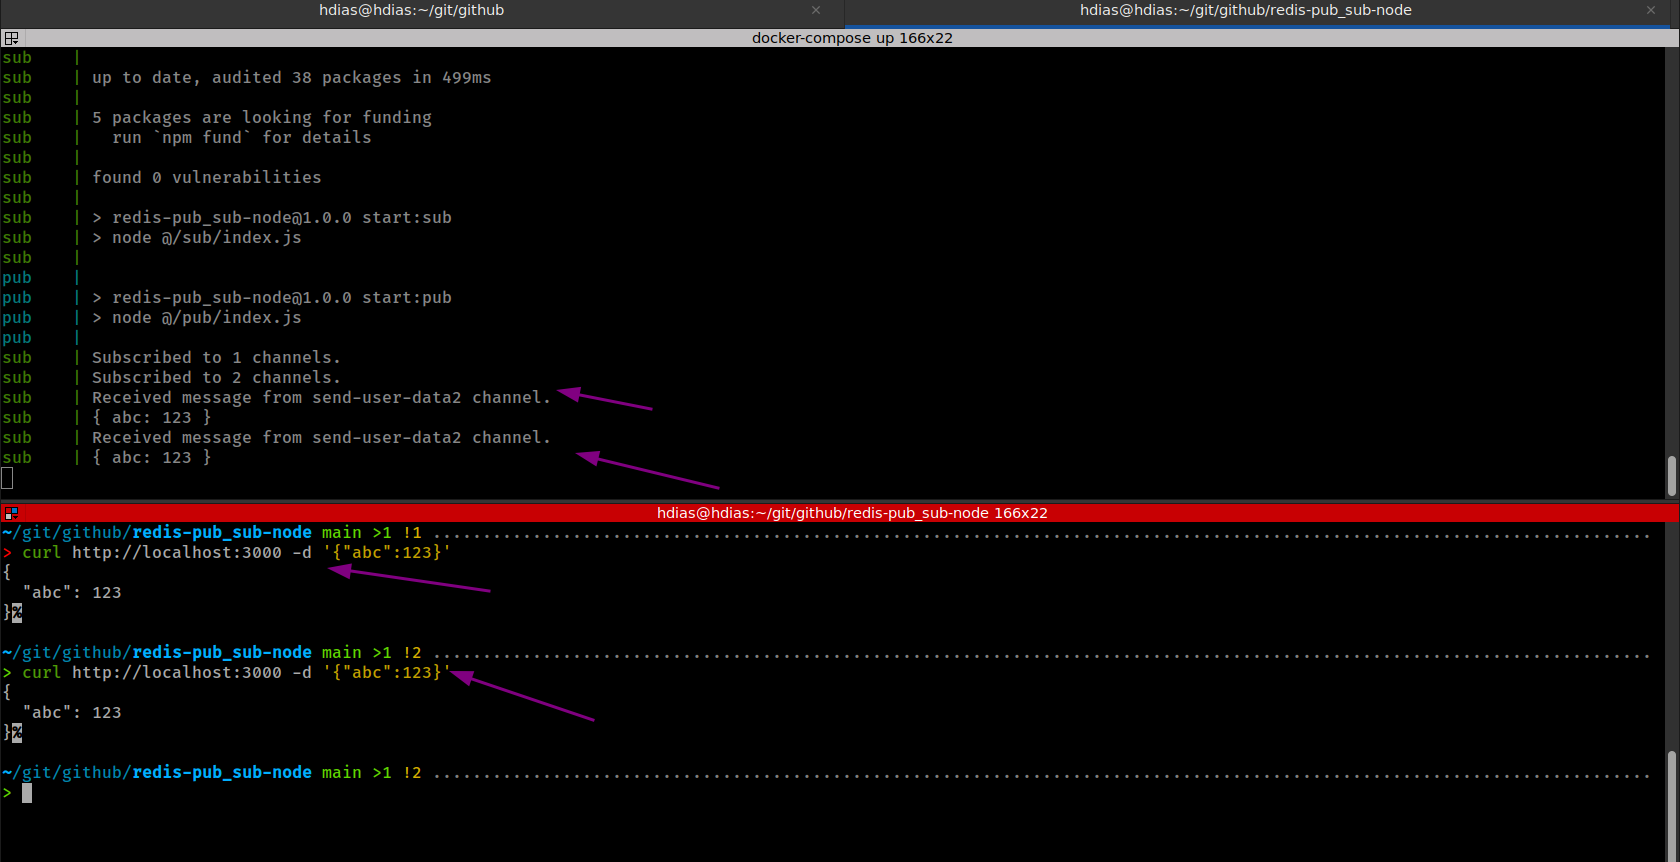 hdias@hdias:~/git/github × hdias@hdias:~/git/github/redis-pub_sub-node ×
docker-compose up 166x22
sub |
sub | up to date, audited 38 packages in 499ms
sub |
sub | 5 packages are looking for funding
sub | run `npm fund` for details
sub |
sub | found 0 vulnerabilities
sub |
sub | > redis-pub_sub-node@1.0.0 start:sub
sub | > node @/sub/index.js
sub |
pub |
pub | > redis-pub_sub-node@1.0.0 start:pub
pub | > node @/pub/index.js
pub |
sub | Subscribed to 1 channels.
sub | Subscribed to 2 channels.
sub | Received message from send-user-data2 channel.
sub | { abc: 123 }
sub | Received message from send-user-data2 channel.
sub | { abc: 123 }
hdias@hdias:~/git/github/redis-pub_sub-node 166x22
~/git/github/redis-pub_sub-node main >1 !1
> curl http://localhost:3000 -d '{"abc":123}'
{
"abc": 123
}%
~/git/github/redis-pub_sub-node main >1 !2
> curl http://localhost:3000 -d '{"abc":123}'
{
"abc": 123
}%
~/git/github/redis-pub_sub-node main >1 !2
>